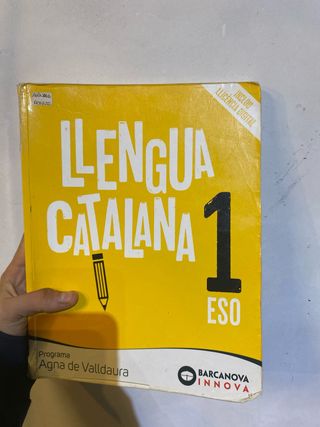 INCLOU
LLICÈNCIA DIGITAL
LLENGUA
CATALANA
1
ESO
Programa
Agna de Valldaura
BARCANOVA
INNOVA